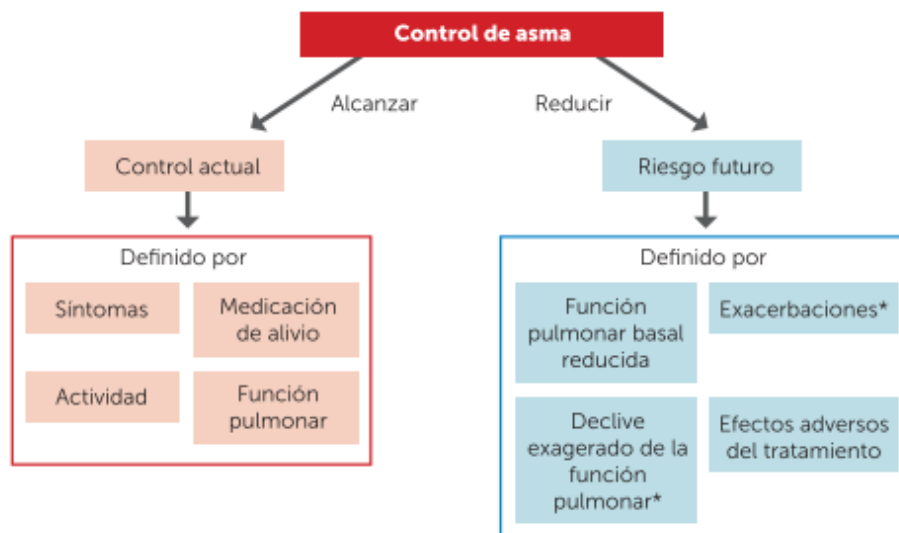 Control de asma
Alcanzar
Reducir
Control actual
Riesgo futuro
Definido por
Síntomas
Medicación
de alivio
Actividad
Función
pulmonar
Definido por
Función
pulmonar basal
reducida
Exacerbaciones*
Declive
exagerado de la
función
pulmonar*
Efectos adversos
del tratamiento